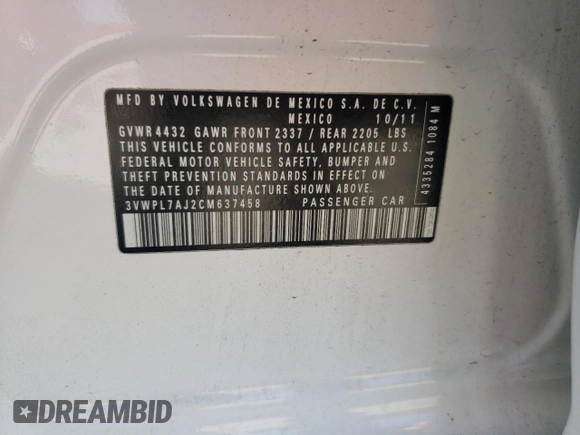 MFD BY VOLKSWAGEN DE MEXICO S.A. DE C.V.
MEXICO 10/11
GVWR 4432 GAWR FRONT 2337 / REAR 2205 LBS
THIS VEHICLE CONFORMS TO ALL APPLICABLE U.S.
FEDERAL MOTOR VEHICLE SAFETY, BUMPER AND
THEFT PREVENTION STANDARDS IN EFFECT ON
THE DATE OF MANUFACTURE SHOWN ABOVE.
3VWPL7AJ2CM637458 PASSENGER CAR
4335284 1084 M
DREAMBID